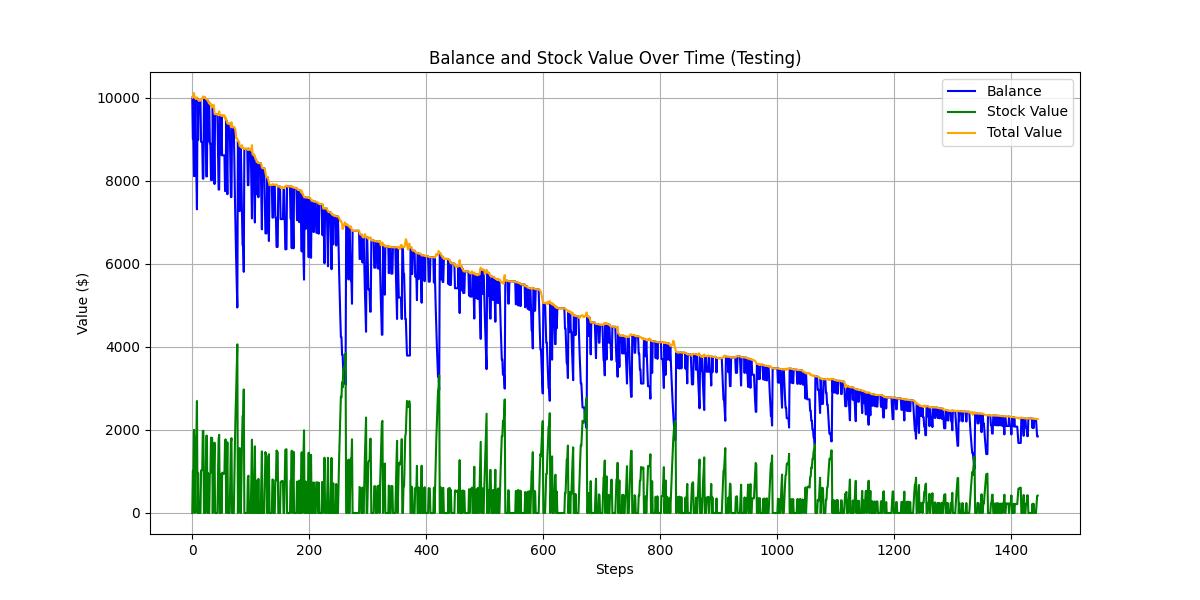 Balance and Stock Value Over Time (Testing)
Balance
Stock Value
Total Value
Value ($)
10000
8000
6000
4000
2000
0
0 200 400 600 800 1000 1200 1400
Steps